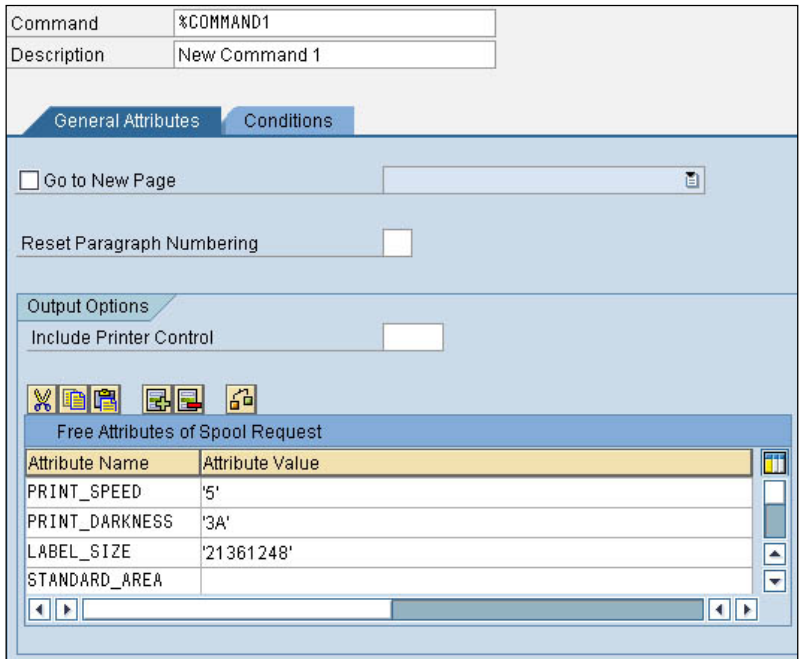 Command %COMMAND1
Description New Command 1
General Attributes Conditions
Go to New Page
Reset Paragraph Numbering
Output Options
Include Printer Control
Free Attributes of Spool Request
Attribute Name Attribute Value
PRINT_SPEED '5'
PRINT_DARKNESS '3A'
LABEL_SIZE '21361248'
STANDARD_AREA